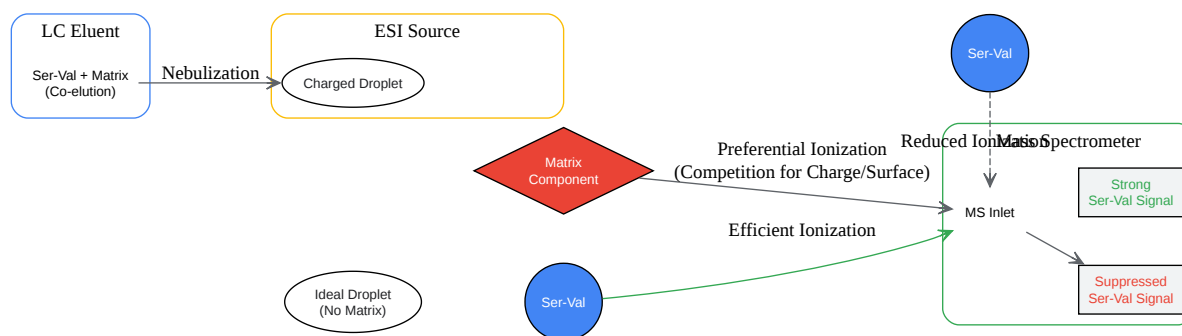 LC Eluent
Ser-Val + Matrix
(Co-elution)
Nebulization
ESI Source
Charged Droplet
Ser-Val
Reduced Ionization
Mass Spectrometer
Matrix
Component
Preferential Ionization
(Competition for Charge/Surface)
Strong
Ser-Val Signal
MS Inlet
Efficient Ionization
Suppressed
Ser-Val Signal
Ideal Droplet
(No Matrix)
Ser-Val